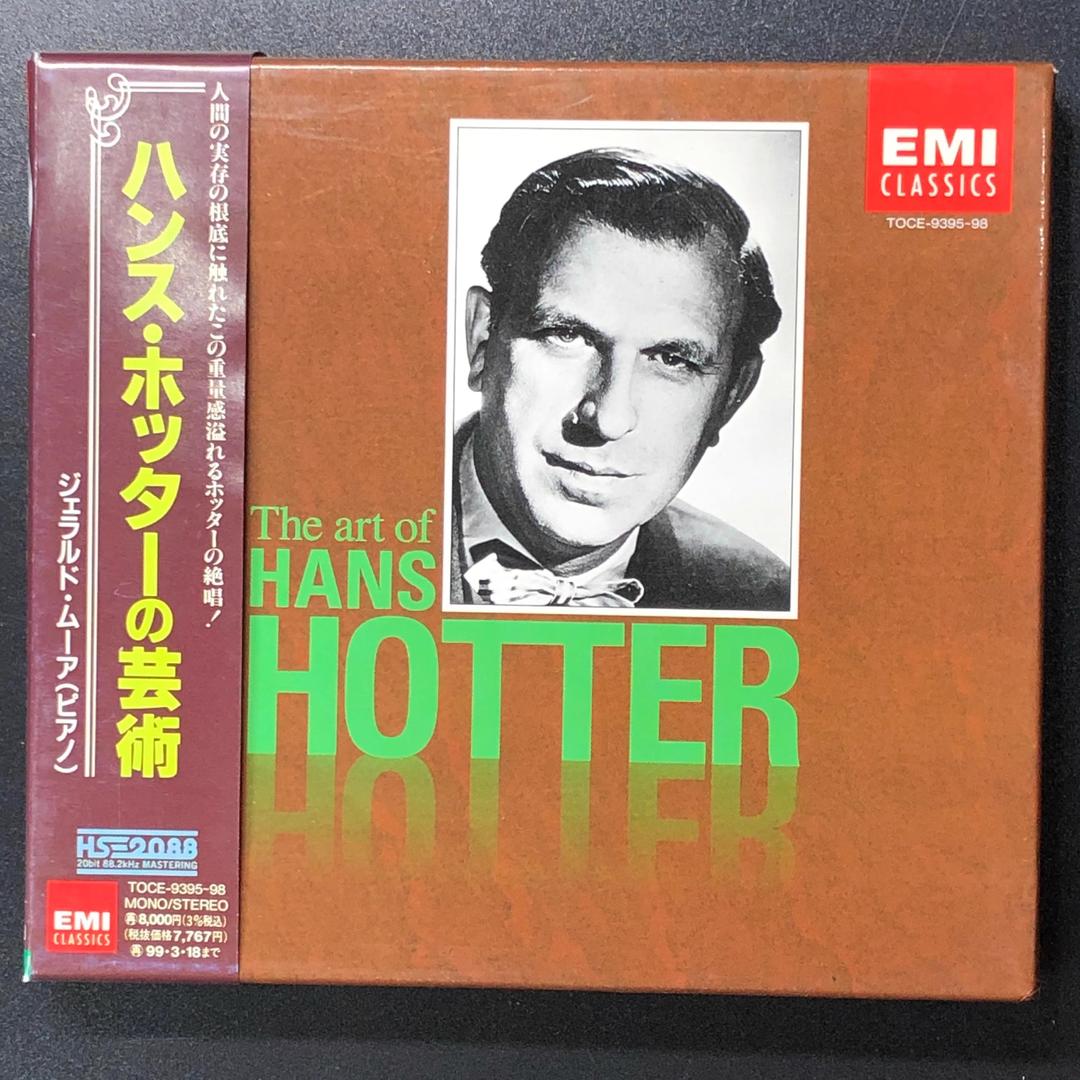 人間の実存の根底に触れたこの重量感溢れるホッターの絶唱!
ハンス・ホッターの芸術
ジェラルド・ムーア(ピアノ)
HS2088
20bit 88.2kHz MASTERING
EMI
CLASSICS
TOCE-9395-98
MONO/STEREO
再8,000円(3%税込)
(税抜価格7,767円)
再 99・3・18まで
The art of
HANS
HOTTER
EMI
CLASSICS
TOCE-9395~98